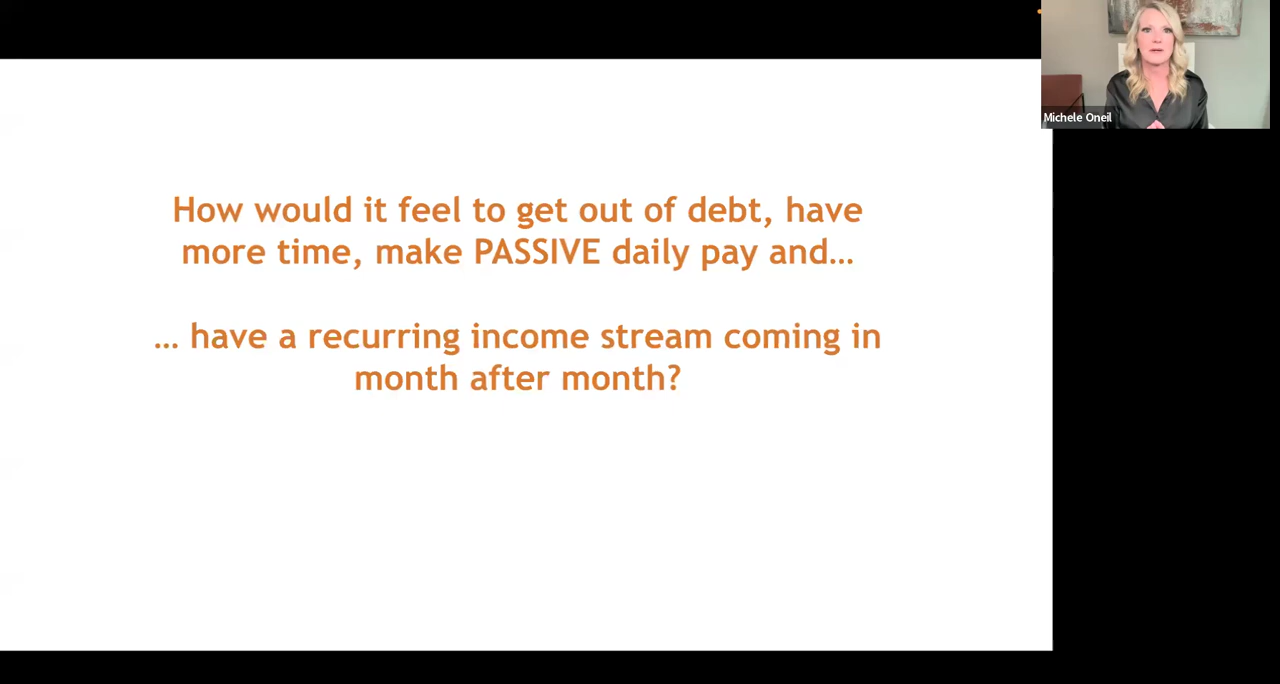 Michele Oneil
How would it feel to get out of debt, have
more time, make PASSIVE daily pay and…
… have a recurring income stream coming in
month after month?